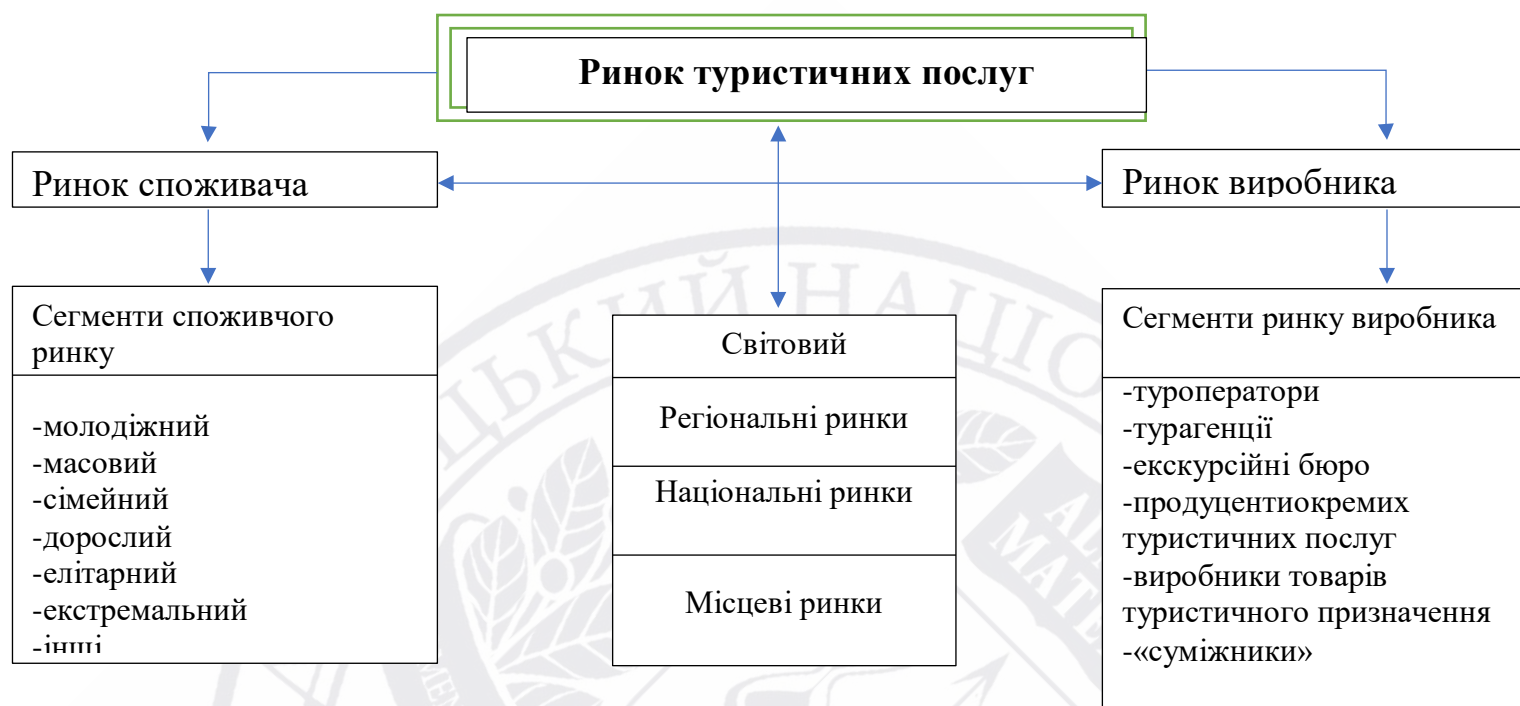 Ринок туристичних послуг
Ринок споживача
Ринок виробника
Сегменти споживчого
ринку
-молодіжний
-масовий
-сімейний
-дорослий
-елітарний
-екстремальний
-інші
Світовий
Регіональні ринки
Національні ринки
Місцеві ринки
Сегменти ринку виробника
-туроператори
-турагенції
-екскурсійні бюро
-продуцентиокремих
туристичних послуг
-виробники товарів
туристичного призначення
-«суміжники»